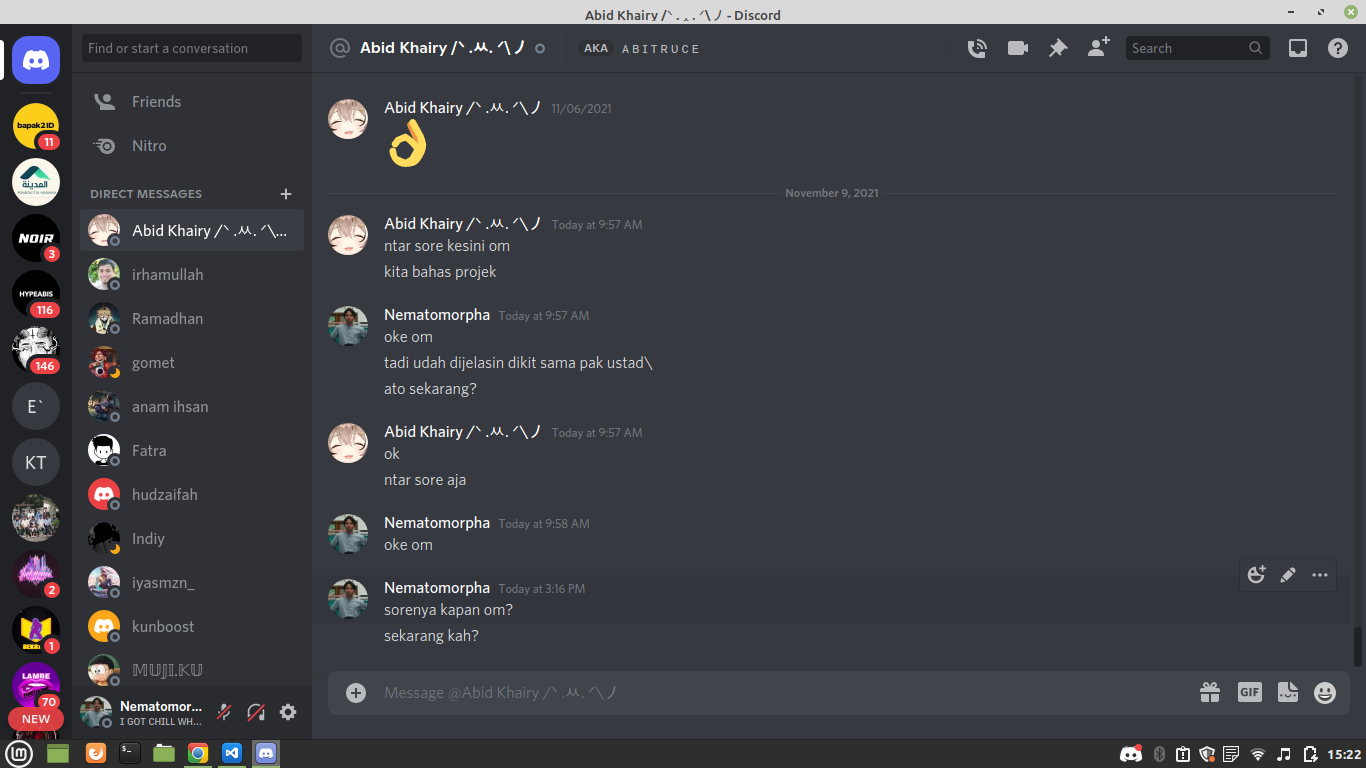 Abid Khairy /ˋ . ꞈ . ˊ\ ノ - Discord
Find or start a conversation
Friends
Nitro
DIRECT MESSAGES +
Abid Khairy /ˋ .ㅆ. ˊ\...
irhamullah
Ramadhan
gomet
anam ihsan
Fatra
hudzaifah
Indiy
iyasmzn_
kunboost
𝕄𝕌𝕁𝕀.𝕂𝕌
Nematomor...
I GOT CHILL WH...
bapak2ID
11
المدينة
NOIR
3
HYPEABIS
116
146
E`
KT
2
1
LAMBE
70
NEW
@ Abid Khairy /ˋ .ㅆ. ˊ\ ノ
AKA ABITRUCE
Search
Abid Khairy /ˋ .ㅆ. ˊ\ ノ 11/06/2021
👌
November 9, 2021
Abid Khairy /ˋ .ㅆ. ˊ\ ノ Today at 9:57 AM
ntar sore kesini om
kita bahas projek
Nematomorpha Today at 9:57 AM
oke om
tadi udah dijelasin dikit sama pak ustad\
ato sekarang?
Abid Khairy /ˋ .ㅆ. ˊ\ ノ Today at 9:57 AM
ok
ntar sore aja
Nematomorpha Today at 9:58 AM
oke om
Nematomorpha Today at 3:16 PM
sorenya kapan om?
sekarang kah?
Message @Abid Khairy /ˋ .ㅆ. ˊ\ ノ
GIF
15:22